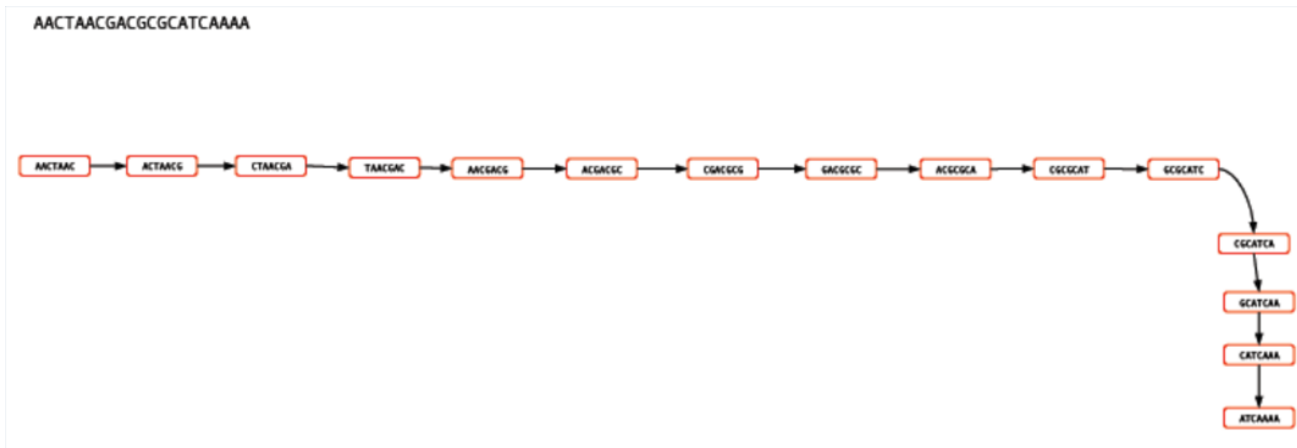 AACTAACGACGCGCATCAAAA
AACTAAC ACTAACG CTAACGA TAACGAC AACGACG ACGACGC CGACGCG GACGCGC ACGCGCA CGCGCAT GCGCATC
CGCATCA
GCATCAA
CATCAAA
ATCAAAA